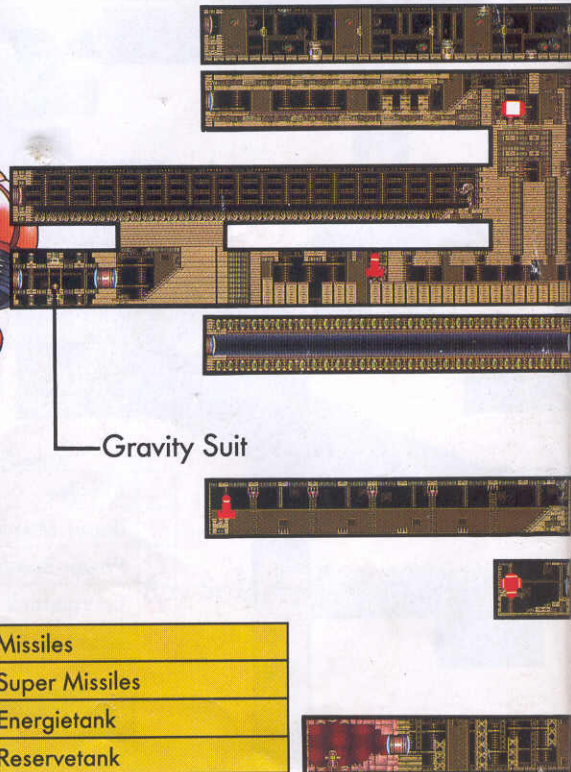 Gravity Suit
Missiles
Super Missiles
Energietank
Reservetank